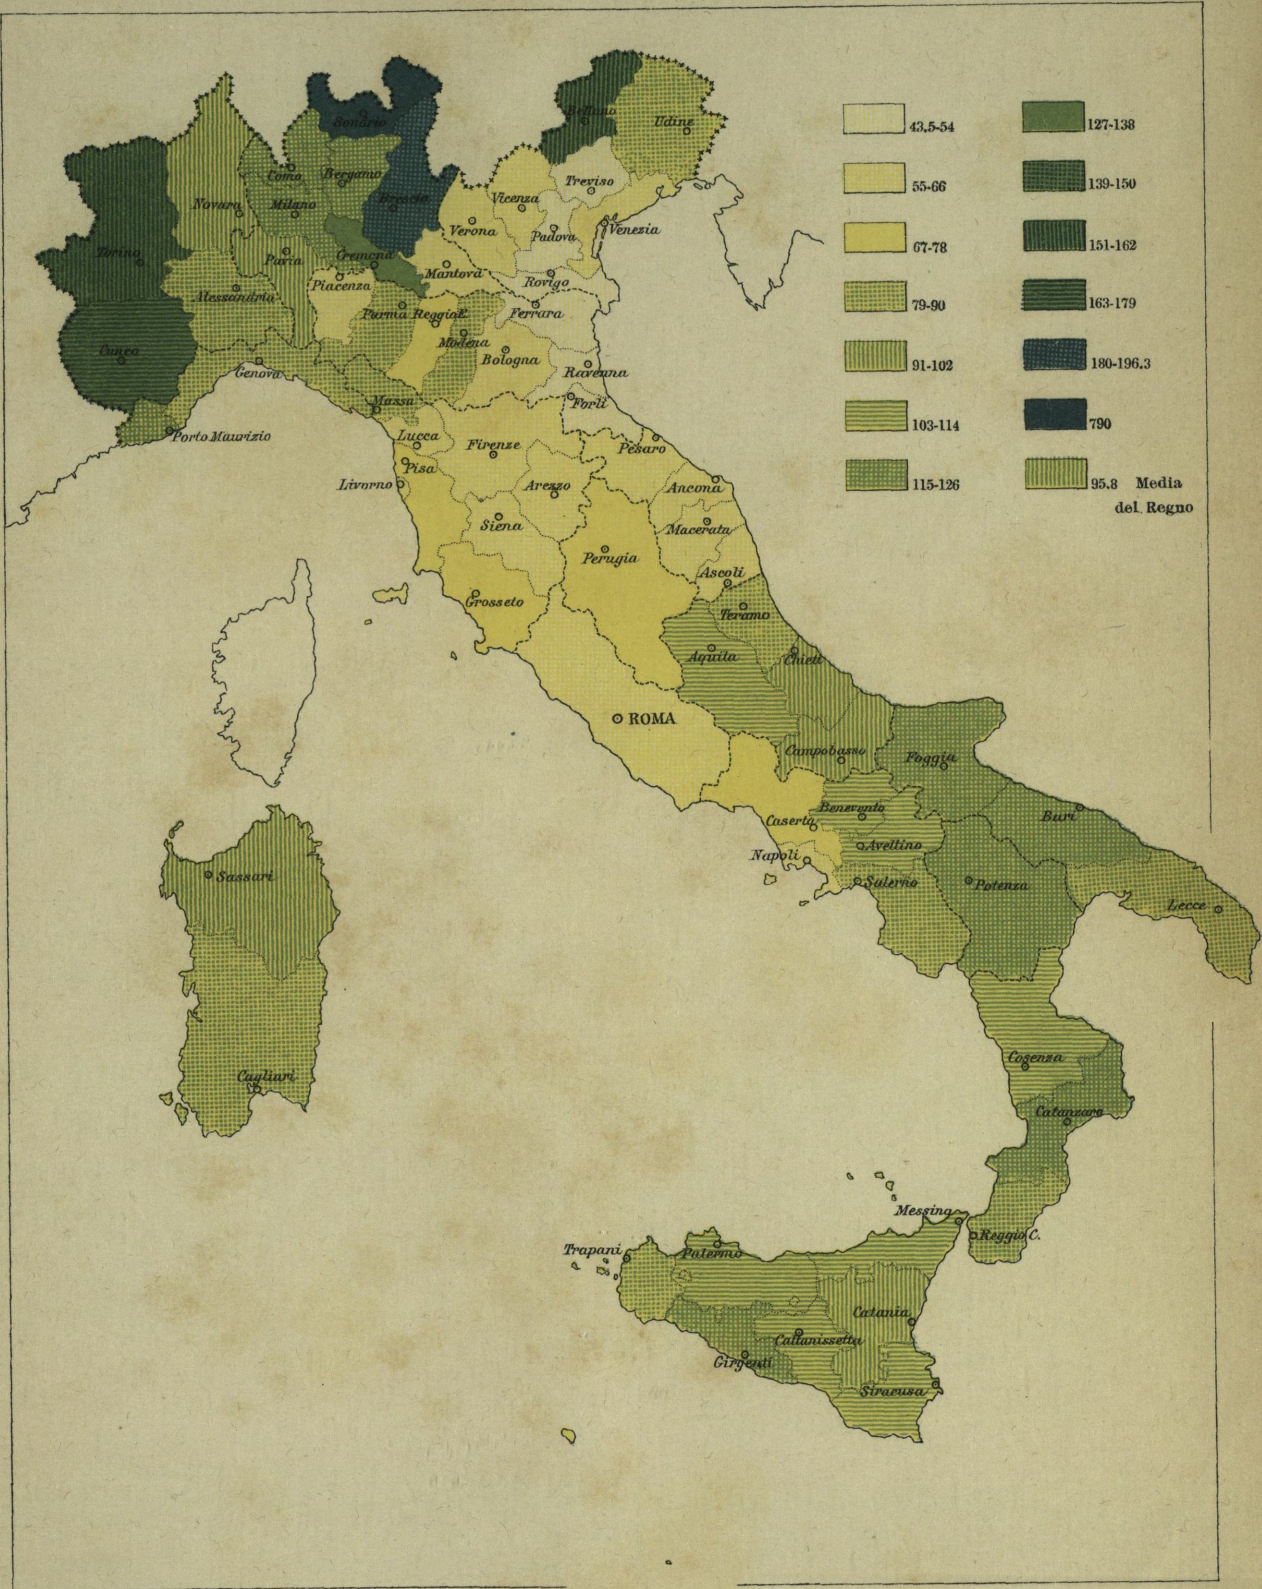 43,5-54
55-66
67-78
79-90
91-102
103-114
115-126
127-138
139-150
151-162
163-179
180-196.3
790
95.8 Media
del Regno
Sondrio
Belluno
Udine
Como
Bergamo
Treviso
Novara
Milano
Brescia
Vicenza
Verona
Padova
Venezia
Torino
Pavia
Cremona
Mantova
Rovigo
Piacenza
Alessandria
Parma
Reggio E.
Ferrara
Modena
Cuneo
Bologna
Genova
Ravenna
Massa
Forlì
Porto Maurizio
Lucca
Firenze
Pesaro
Pisa
Livorno
Arezzo
Ancona
Siena
Macerata
Perugia
Ascoli
Grosseto
Teramo
Aquila
Chieti
ROMA
Campobasso
Foggia
Benevento
Bari
Caserta
Avellino
Napoli
Salerno
Potenza
Sassari
Lecce
Cosenza
Cagliari
Catanzaro
Messina
Reggio C.
Trapani
Palermo
Catania
Caltanissetta
Girgenti
Siracusa